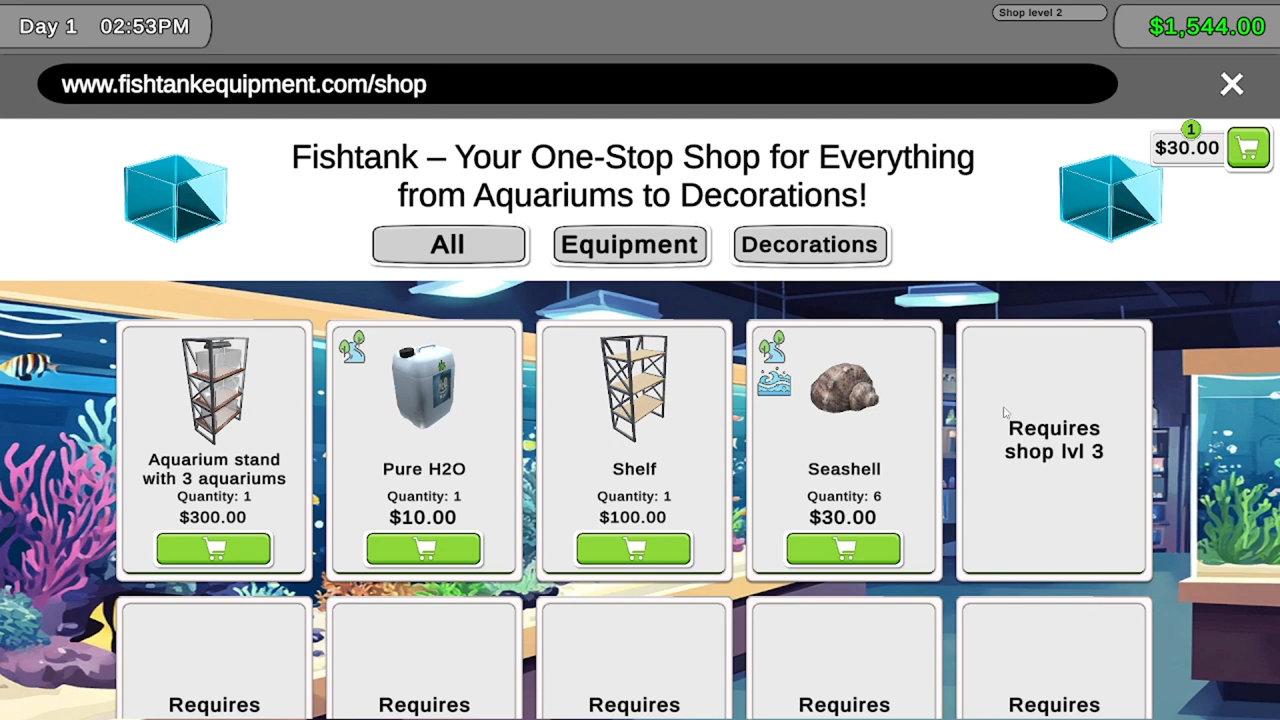 Day 1 02:53PM
Shop level 2
$1,544.00
www.fishtankequipment.com/shop
Fishtank – Your One-Stop Shop for Everything
from Aquariums to Decorations!
1
$30.00
All
Equipment
Decorations
Aquarium stand
with 3 aquariums
Quantity: 1
$300.00
Pure H2O
Quantity: 1
$10.00
Shelf
Quantity: 1
$100.00
Seashell
Quantity: 6
$30.00
Requires
shop lvl 3
Requires
Requires
Requires
Requires
Requires